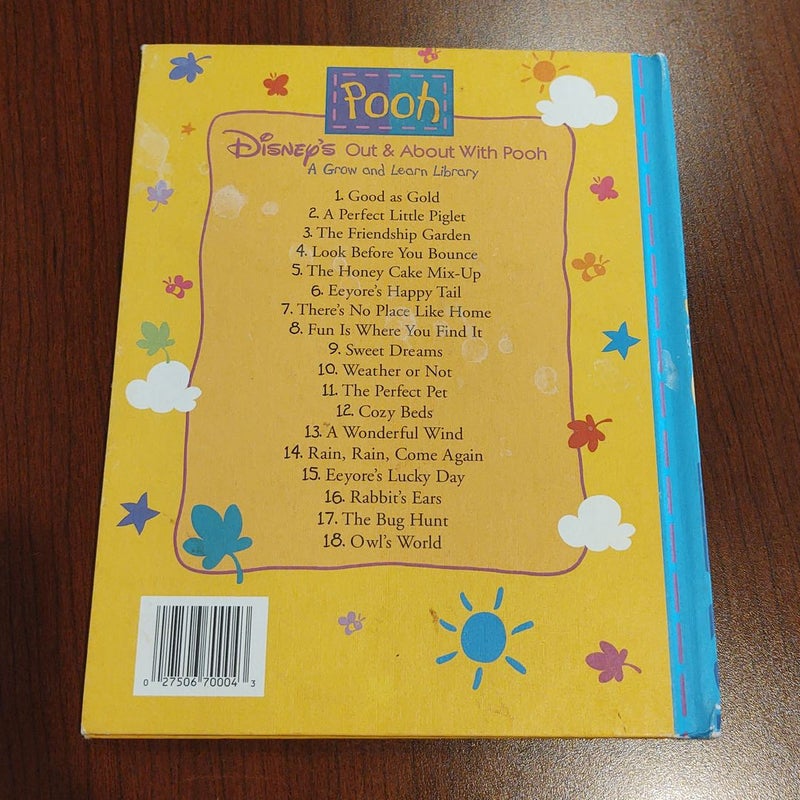 Pooh
Disney's Out & About With Pooh
A Grow and Learn Library
1. Good as Gold
2. A Perfect Little Piglet
3. The Friendship Garden
4. Look Before You Bounce
5. The Honey Cake Mix-Up
6. Eeyore's Happy Tail
7. There's No Place Like Home
8. Fun Is Where You Find It
9. Sweet Dreams
10. Weather or Not
11. The Perfect Pet
12. Cozy Beds
13. A Wonderful Wind
14. Rain, Rain, Come Again
15. Eeyore's Lucky Day
16. Rabbit's Ears
17. The Bug Hunt
18. Owl's World
0 27506 70004 3